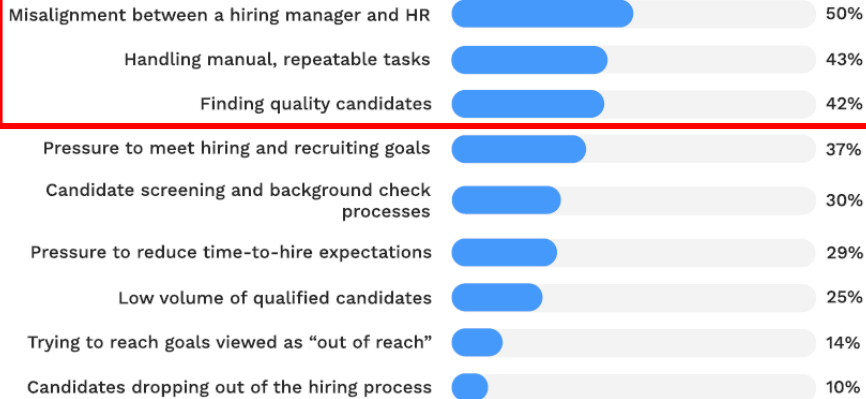 Misalignment between a hiring manager and HR 50%
Handling manual, repeatable tasks 43%
Finding quality candidates 42%
Pressure to meet hiring and recruiting goals 37%
Candidate screening and background check
processes 30%
Pressure to reduce time-to-hire expectations 29%
Low volume of qualified candidates 25%
Trying to reach goals viewed as “out of reach” 14%
Candidates dropping out of the hiring process 10%